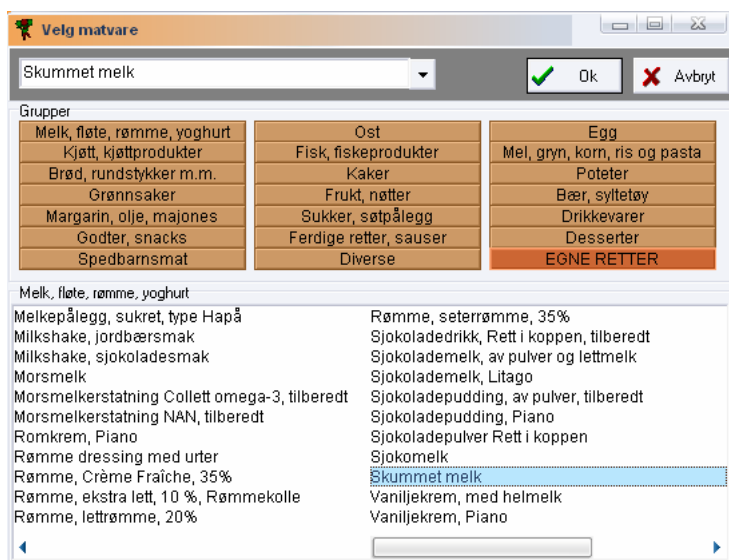 Velg matvare
Skummet melk
Ok
Avbryt
Grupper
Melk, fløte, rømme, yoghurt
Ost
Egg
Kjøtt, kjøttprodukter
Fisk, fiskeprodukter
Mel, gryn, korn, ris og pasta
Brød, rundstykker m.m.
Kaker
Poteter
Grønnsaker
Frukt, nøtter
Bær, syltetøy
Margarin, olje, majones
Sukker, søtpålegg
Drikkevarer
Godter, snacks
Ferdige retter, sauser
Desserter
Spedbarnsmat
Diverse
EGNE RETTER
Melk, fløte, rømme, yoghurt
Melkepålegg, sukret, type Hapå
Milkshake, jordbærsmak
Milkshake, sjokoladesmak
Morsmelk
Morsmelkerstatning Collett omega-3, tilberedt
Morsmelkerstatning NAN, tilberedt
Romkrem, Piano
Rømme dressing med urter
Rømme, Crème Fraîche, 35%
Rømme, ekstra lett, 10 %, Rømmekolle
Rømme, lettrømme, 20%
Rømme, seterrømme, 35%
Sjokoladedrikk, Rett i koppen, tilberedt
Sjokolademelk, av pulver og lettmelk
Sjokolademelk, Litago
Sjokoladepudding, av pulver, tilberedt
Sjokoladepudding, Piano
Sjokoladepulver Rett i koppen
Sjokomelk
Skummet melk
Vaniljekrem, med helmelk
Vaniljekrem, Piano